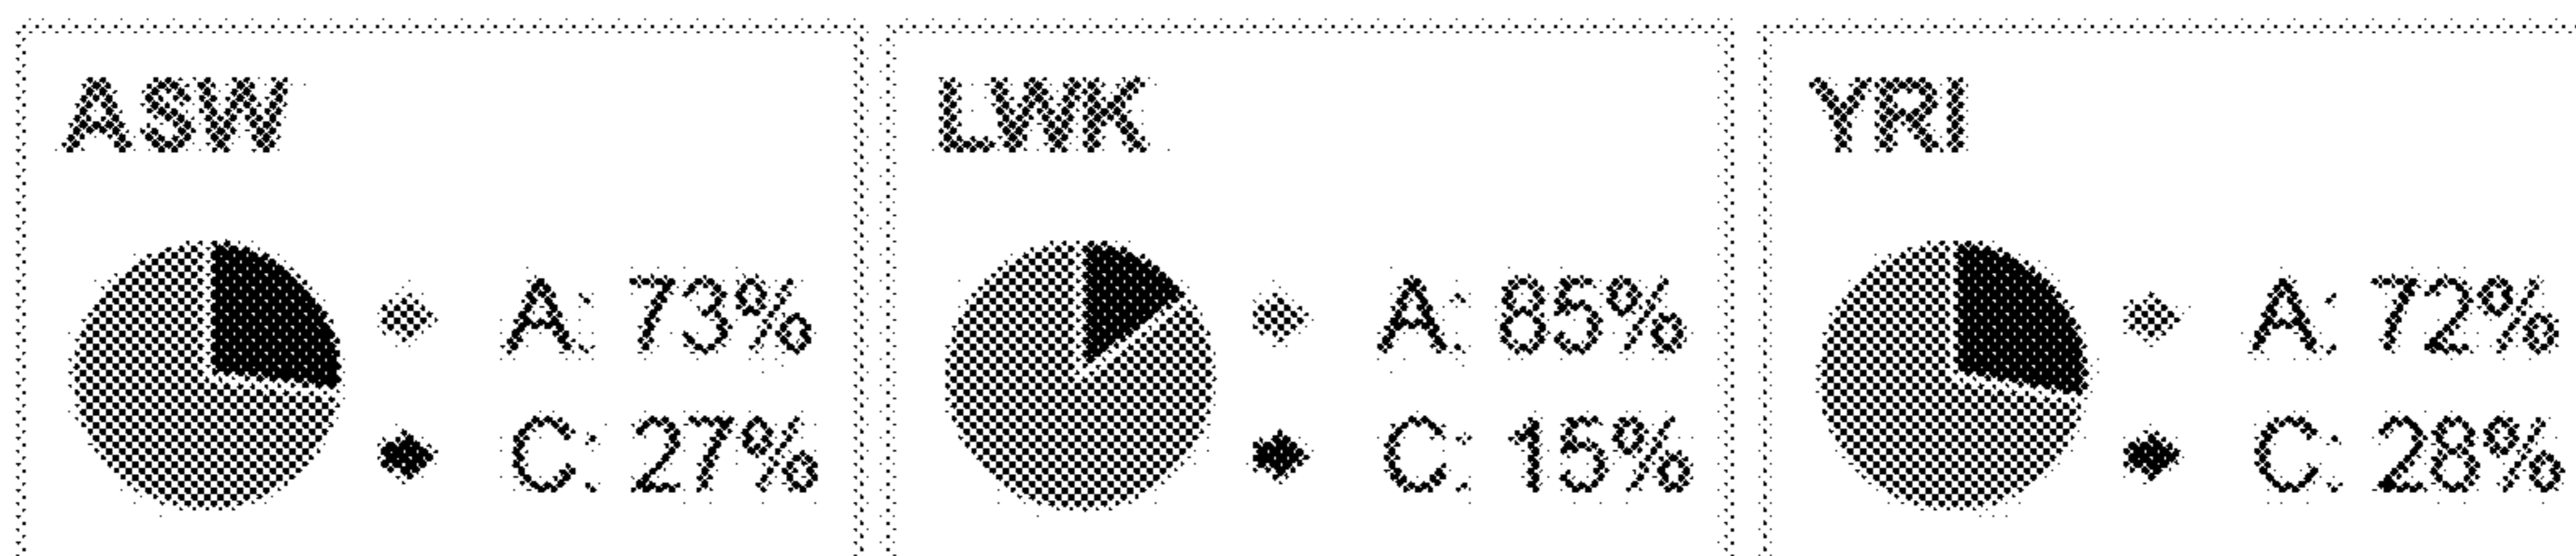 ASW
A: 73%
C: 27%
LWK
A: 85%
C: 15%
YRI
A: 72%
C: 28%